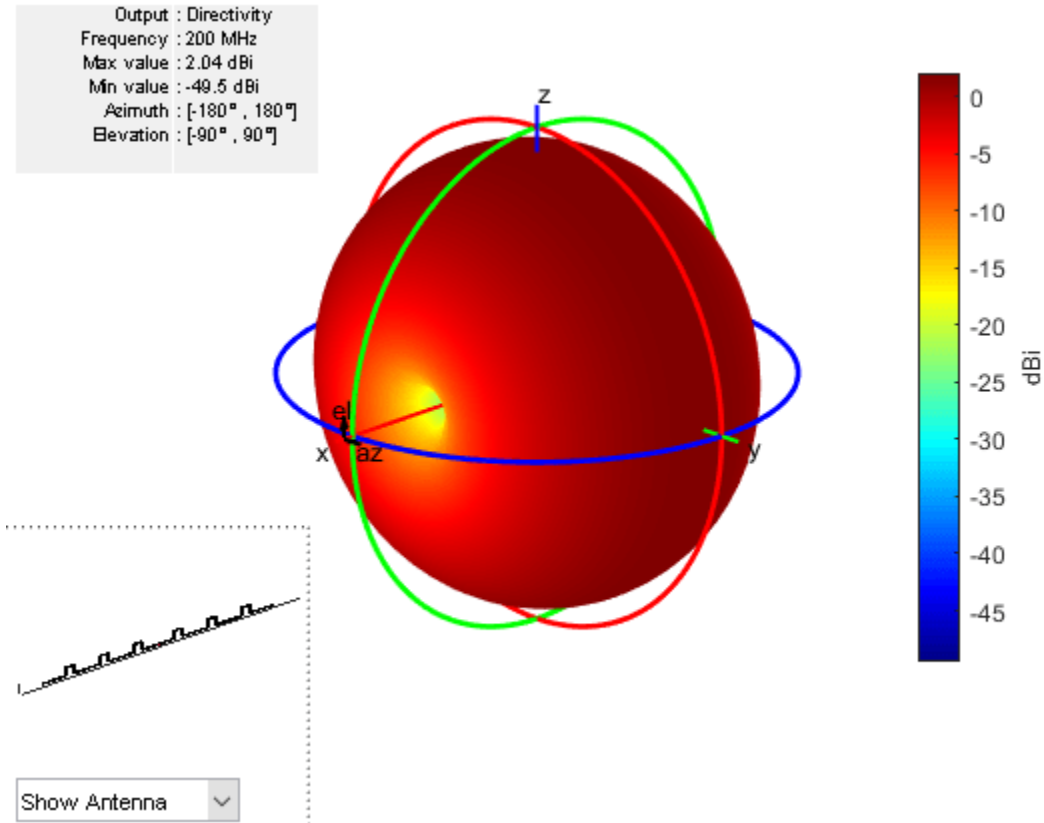 Output : Directivity
Frequency : 200 MHz
Max value : 2.04 dBi
Min value : -49.5 dBi
Azimuth : [-180° , 180°]
Elevation : [-90° , 90°]
z
el
x
az
y
0
-5
-10
-15
-20
-25
-30
-35
-40
-45
dBi
Show Antenna